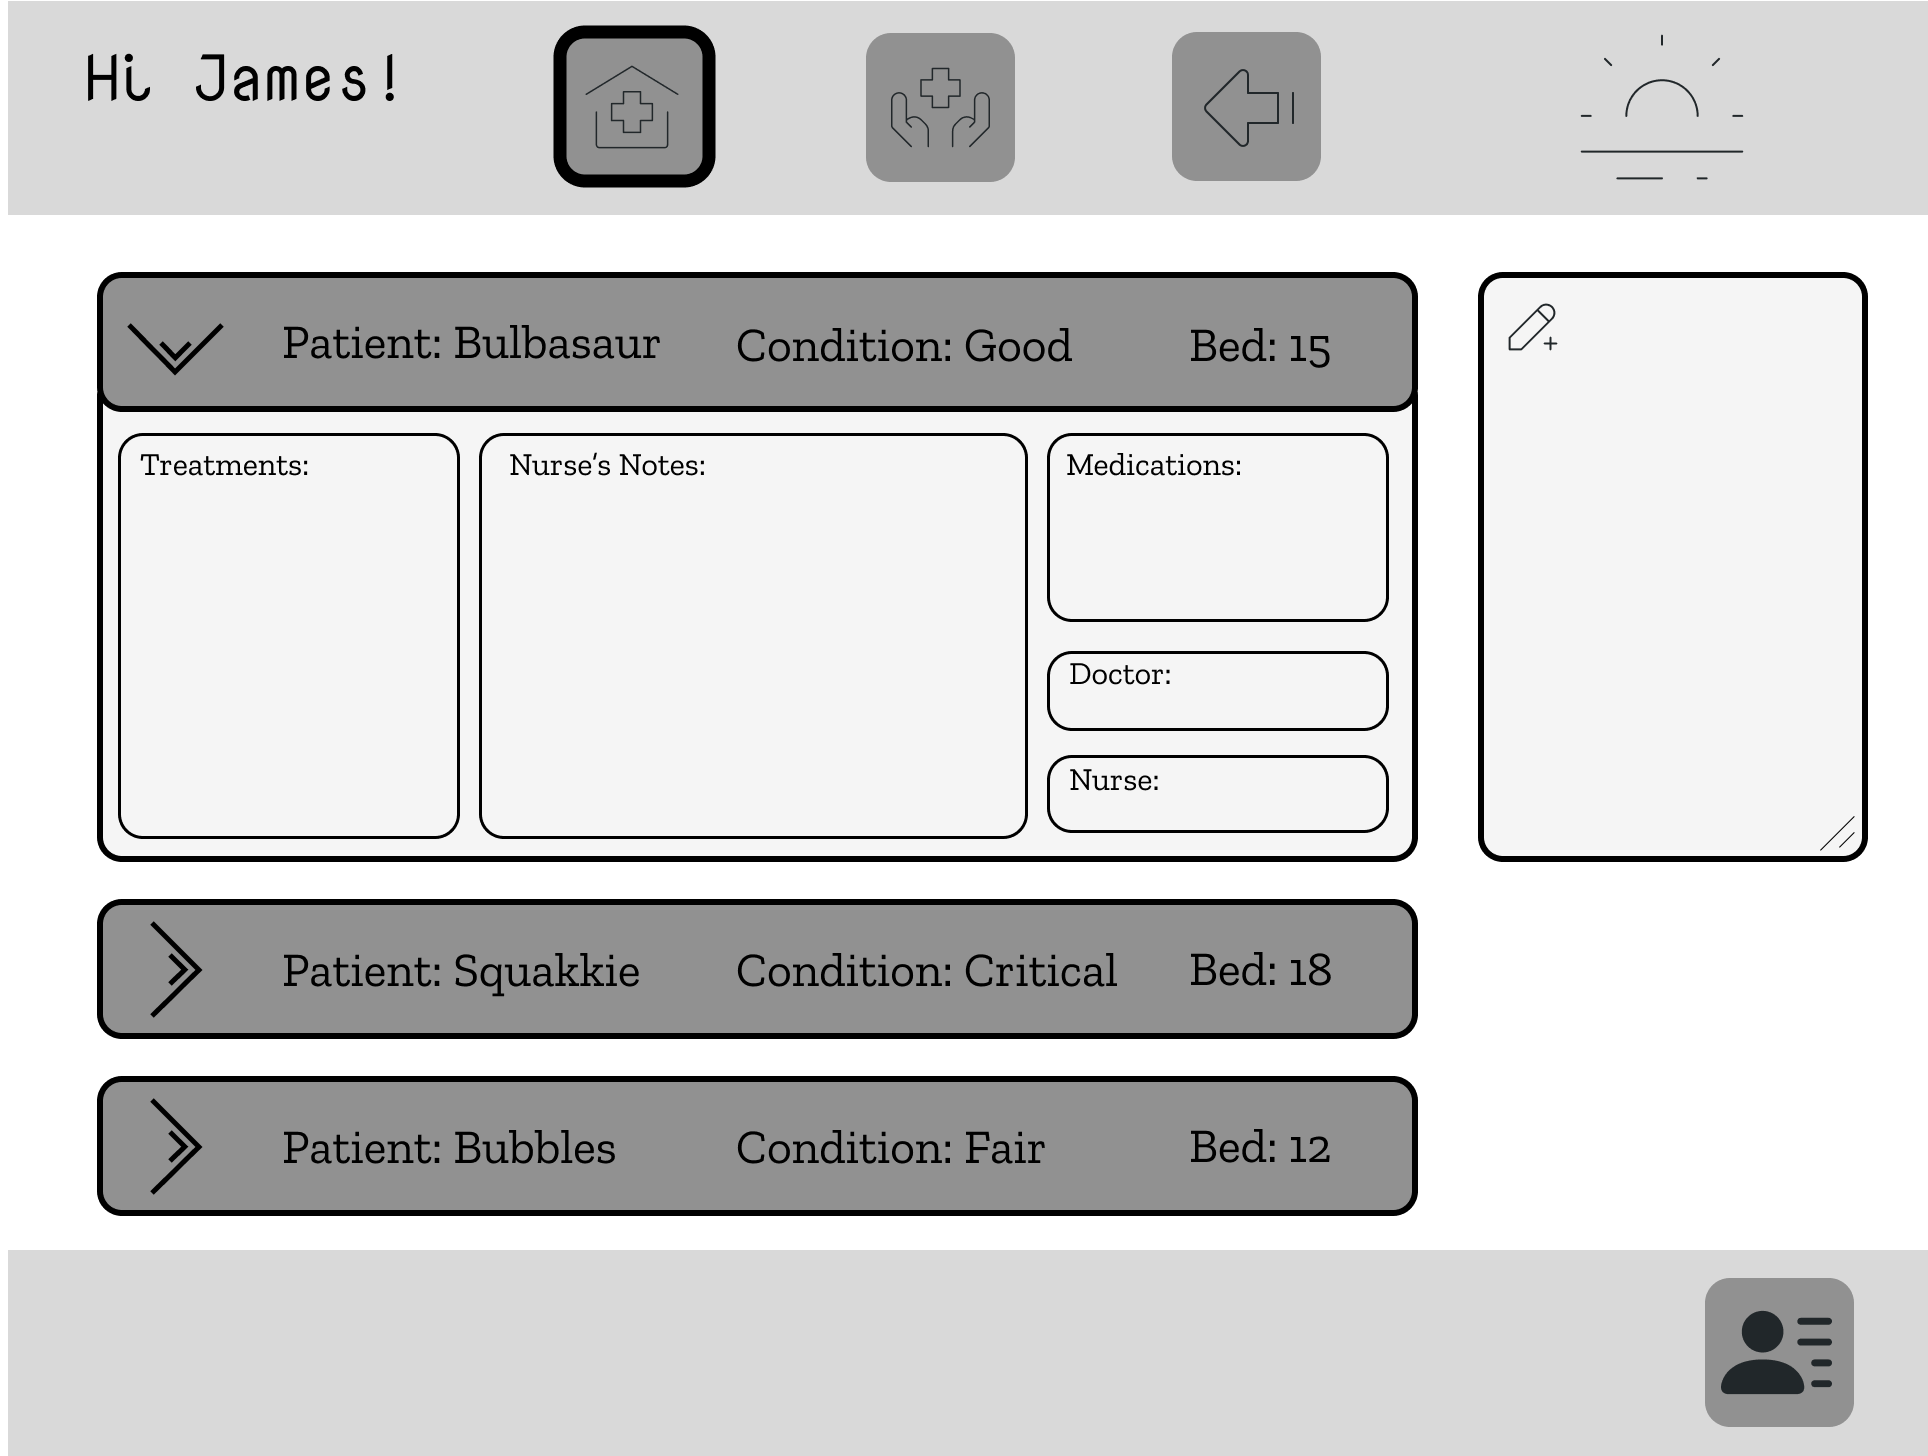 Hi James!
Patient: Bulbasaur Condition: Good Bed: 15
Treatments:
Nurse's Notes:
Medications:
Doctor:
Nurse:
Patient: Squakkie Condition: Critical Bed: 18
Patient: Bubbles Condition: Fair Bed: 12